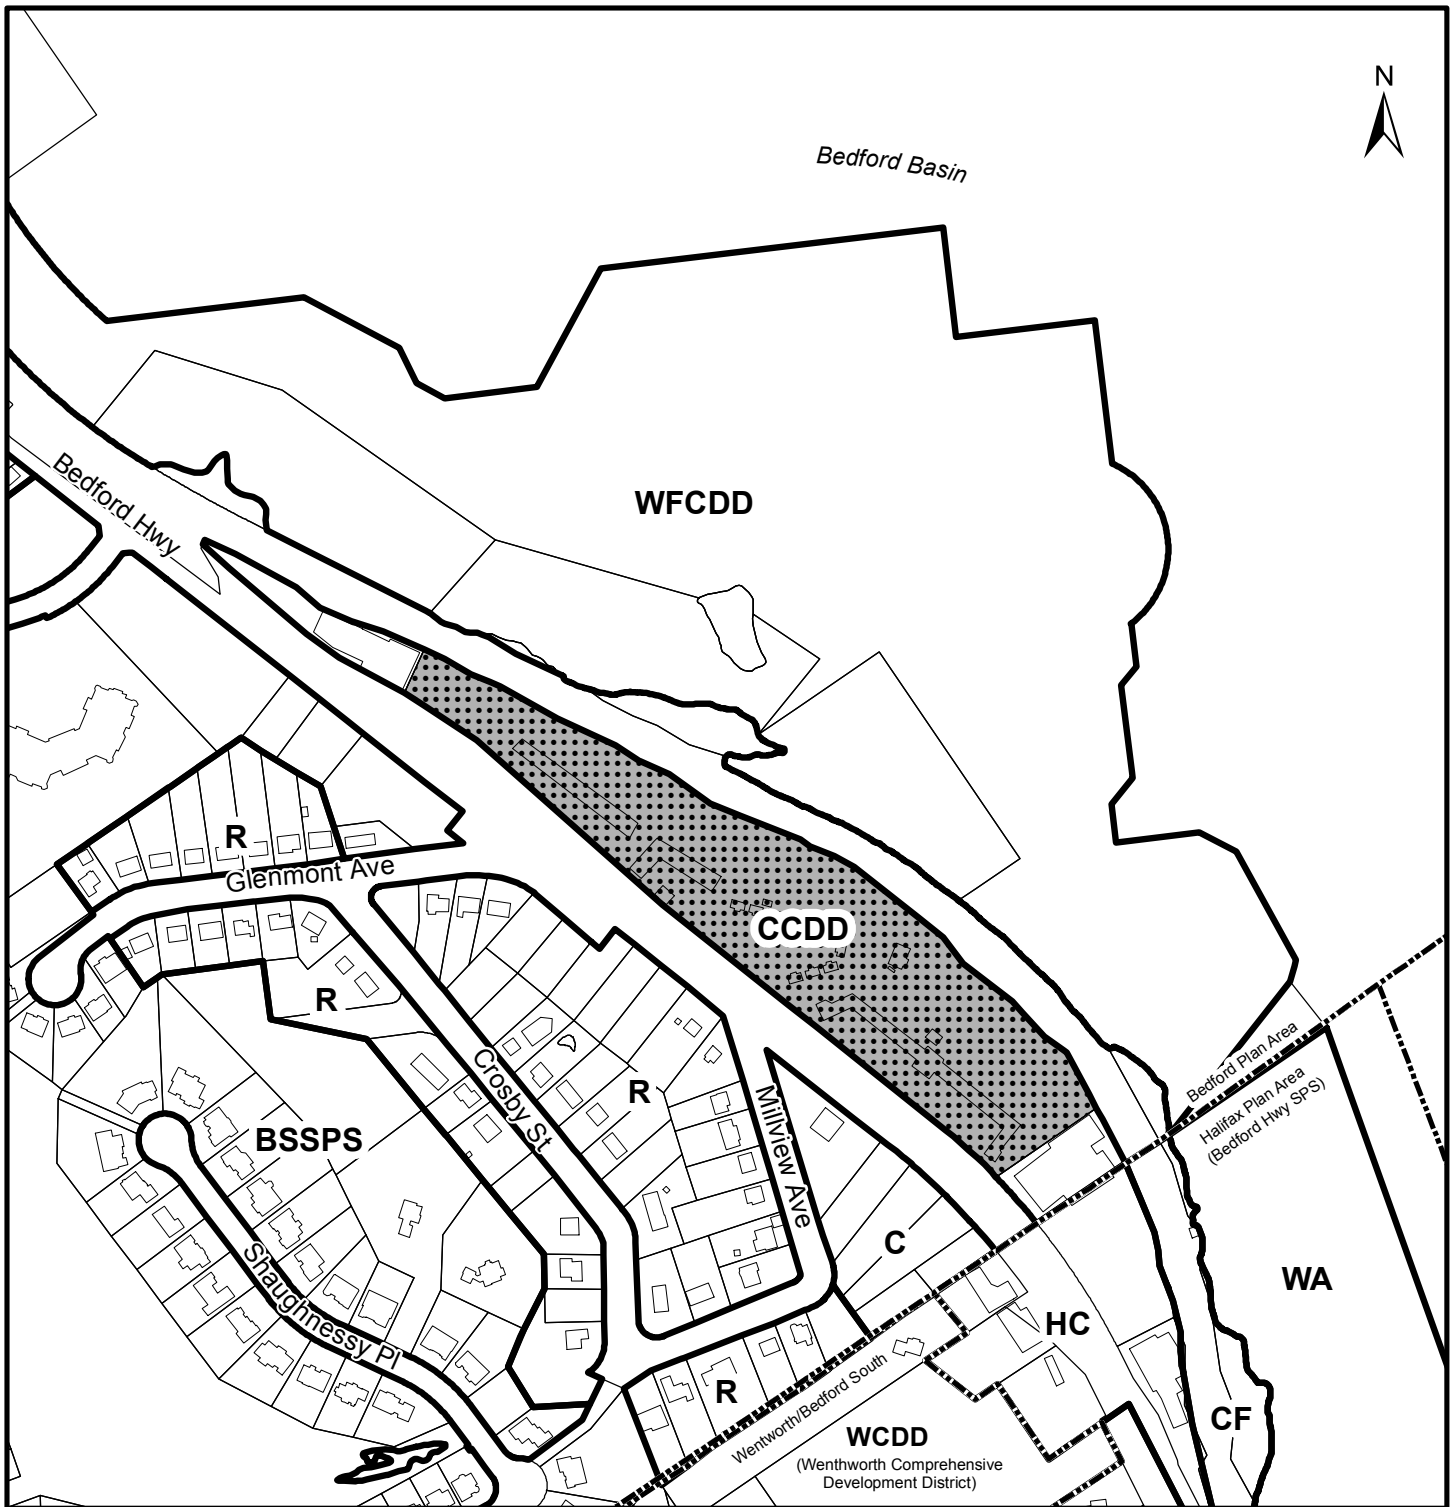 N
Bedford Basin
WFCDD
Bedford Hwy
R
Glenmont Ave
CCDD
R
Crosby St
R
Millview Ave
Bedford Plan Area
Halifax Plan Area
(Bedford Hwy SPS)
BSSPS
Shaughnessy Pl
C
WA
HC
R
Wentworth/Bedford South
WCDD
(Wenthworth Comprehensive
Development District)
CF